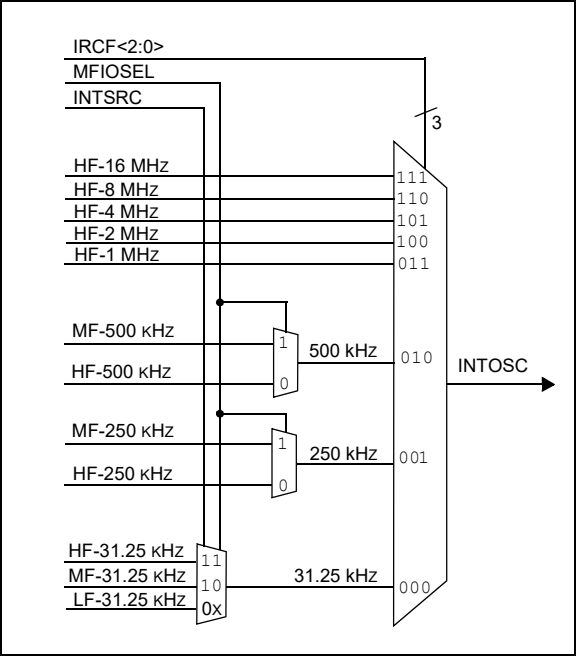 IRCF<2:0>
MFIOSEL
INTSRC
3
HF-16 MHZ
111
HF-8 MHZ
110
HF-4 MHZ
101
HF-2 MHZ
100
HF-1 MHZ
011
MF-500 KHZ
1
500 kHz
010
HF-500 KHZ
0
INTOSC
MF-250 KHZ
1
250 kHz
001
HF-250 KHZ
0
HF-31.25 KHZ
11
MF-31.25 KHZ
10
31.25 kHz
000
LF-31.25 KHZ
0x